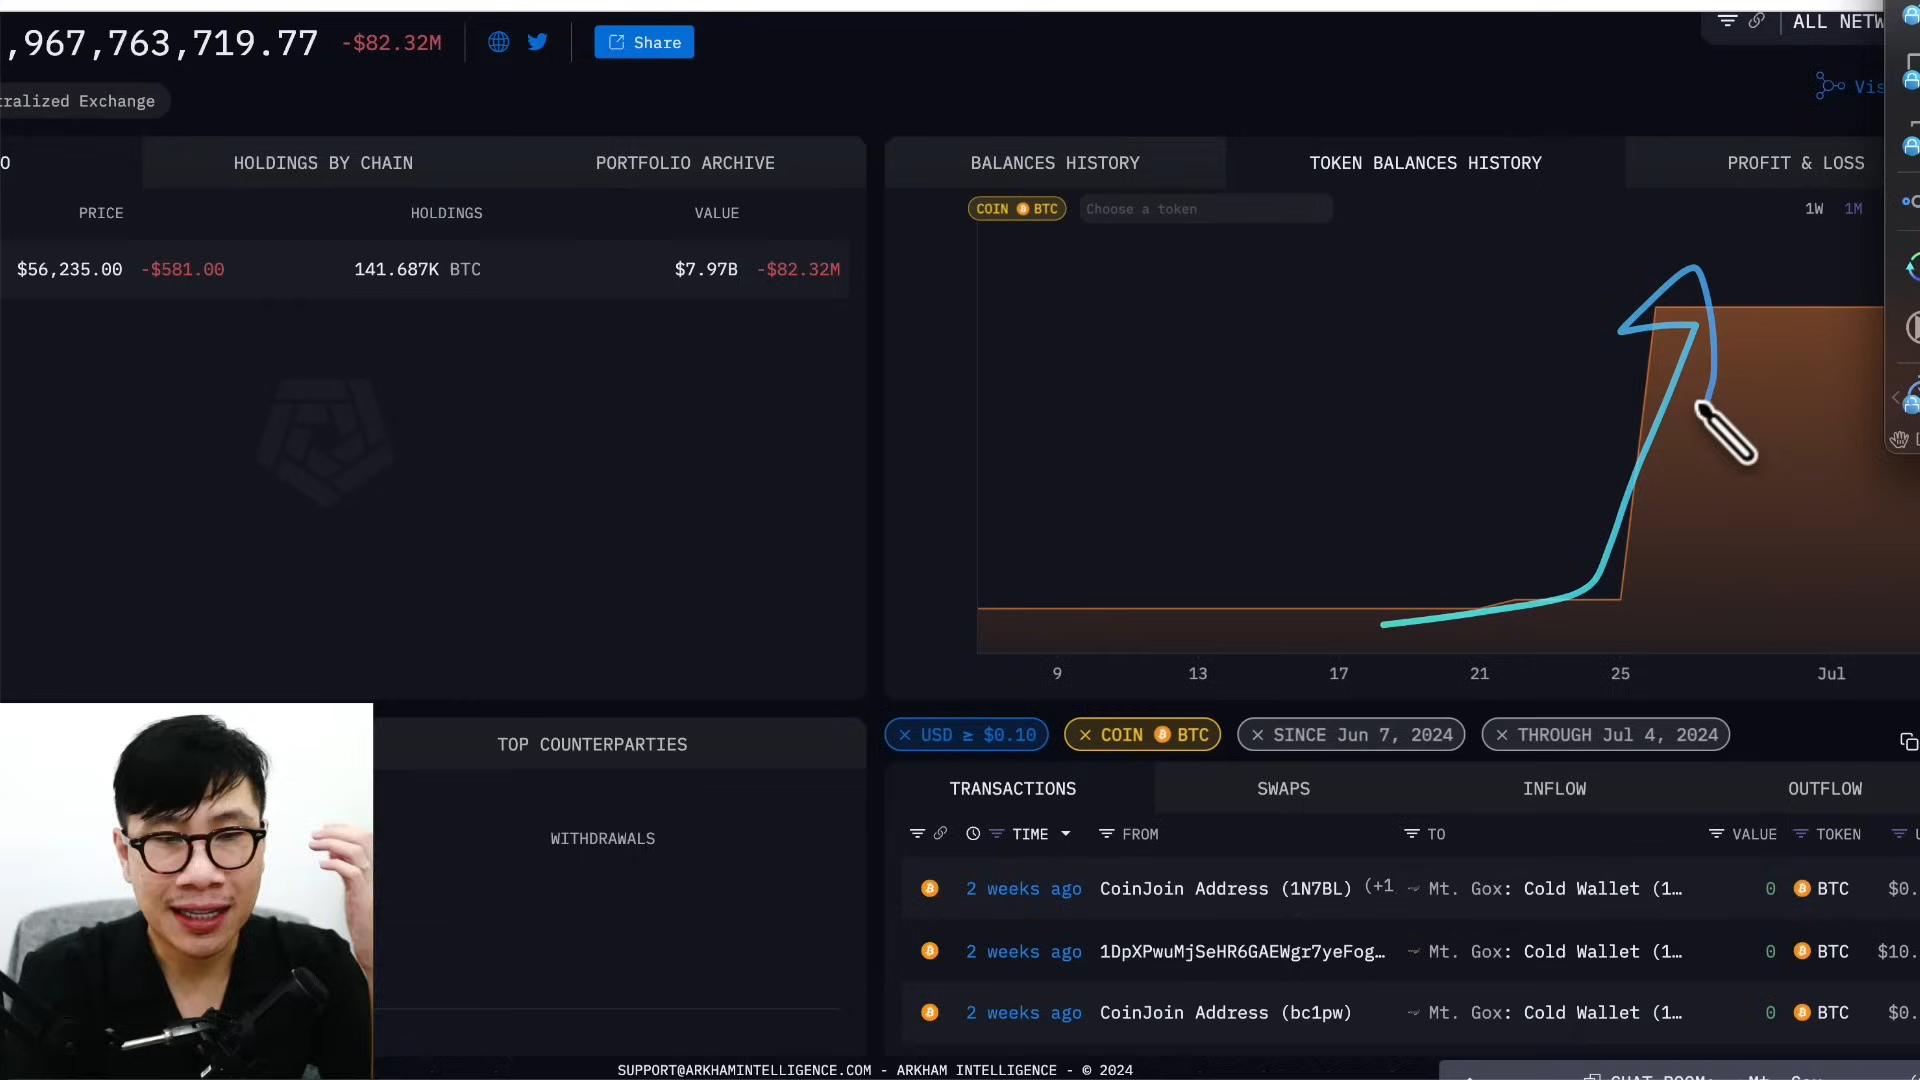 ,967,763,719.77 -$82.32M Share
ALL NETW
tralized Exchange
Vis
O HOLDINGS BY CHAIN PORTFOLIO ARCHIVE
PRICE HOLDINGS VALUE
$56,235.00 -$581.00 141.687K BTC $7.97B -$82.32M
BALANCES HISTORY TOKEN BALANCES HISTORY PROFIT & LOSS
COIN BTC Choose a token 1W 1M
9 13 17 21 25 Jul
TOP COUNTERPARTIES
WITHDRAWALS
× USD ≥ $0.10 × COIN BTC × SINCE Jun 7, 2024 × THROUGH Jul 4, 2024
TRANSACTIONS SWAPS INFLOW OUTFLOW
TIME FROM TO VALUE TOKEN U
2 weeks ago CoinJoin Address (1N7BL) (+1 Mt. Gox: Cold Wallet (1… 0 BTC $0.
2 weeks ago 1DpXPwuMjSeHR6GAEWgr7yeFog… Mt. Gox: Cold Wallet (1… 0 BTC $10.
2 weeks ago CoinJoin Address (bc1pw) Mt. Gox: Cold Wallet (1… 0 BTC $0.
SUPPORT@ARKHAMINTELLIGENCE.COM - ARKHAM INTELLIGENCE - © 2024